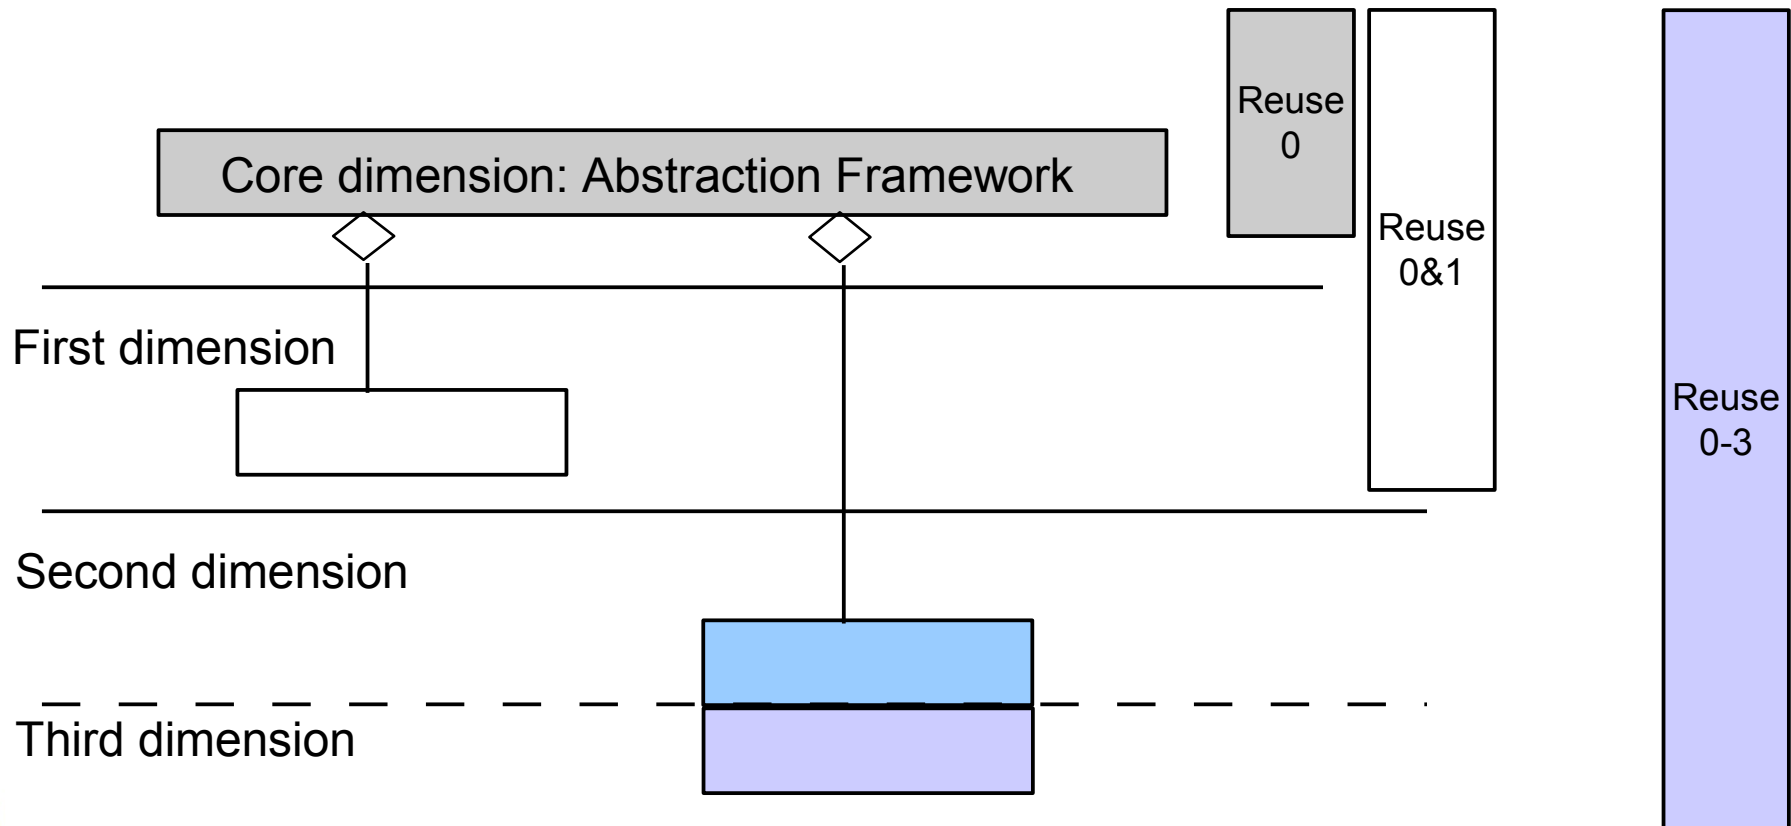 Reuse
0
Core dimension: Abstraction Framework
Reuse
0&1
First dimension
Reuse
0-3
Second dimension
Third dimension